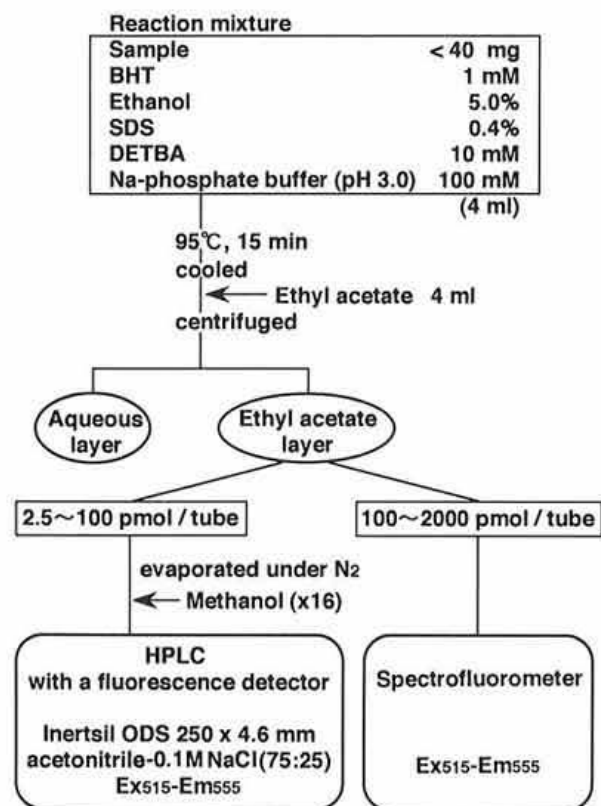 Reaction mixture
Sample < 40 mg
BHT 1 mM
Ethanol 5.0%
SDS 0.4%
DETBA 10 mM
Na-phosphate buffer (pH 3.0) 100 mM
(4 ml)
95℃, 15 min
cooled
Ethyl acetate 4 ml
centrifuged
Aqueous layer
Ethyl acetate layer
2.5～100 pmol / tube
100～2000 pmol / tube
evaporated under N2
Methanol (x16)
HPLC
with a fluorescence detector
Inertsil ODS 250 x 4.6 mm
acetonitrile-0.1M NaCl(75:25)
Ex515-Em555
Spectrofluorometer
Ex515-Em555